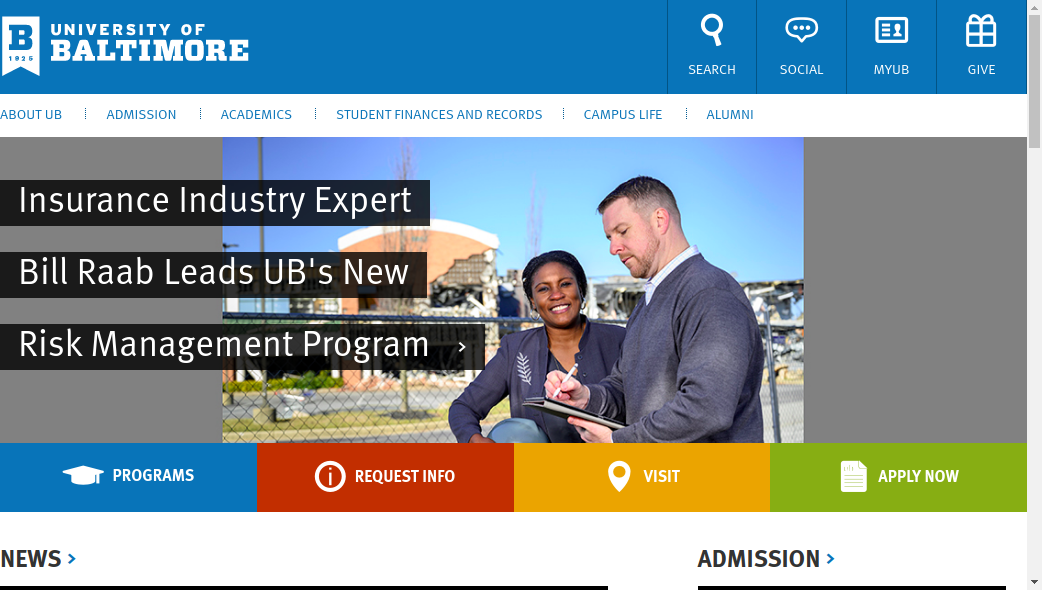 UNIVERSITY OF
BALTIMORE
1925
SEARCH
SOCIAL
MYUB
GIVE
ABOUT UB
ADMISSION
ACADEMICS
STUDENT FINANCES AND RECORDS
CAMPUS LIFE
ALUMNI
Insurance Industry Expert
Bill Raab Leads UB's New
Risk Management Program ›
PROGRAMS
REQUEST INFO
VISIT
APPLY NOW
NEWS ›
ADMISSION ›